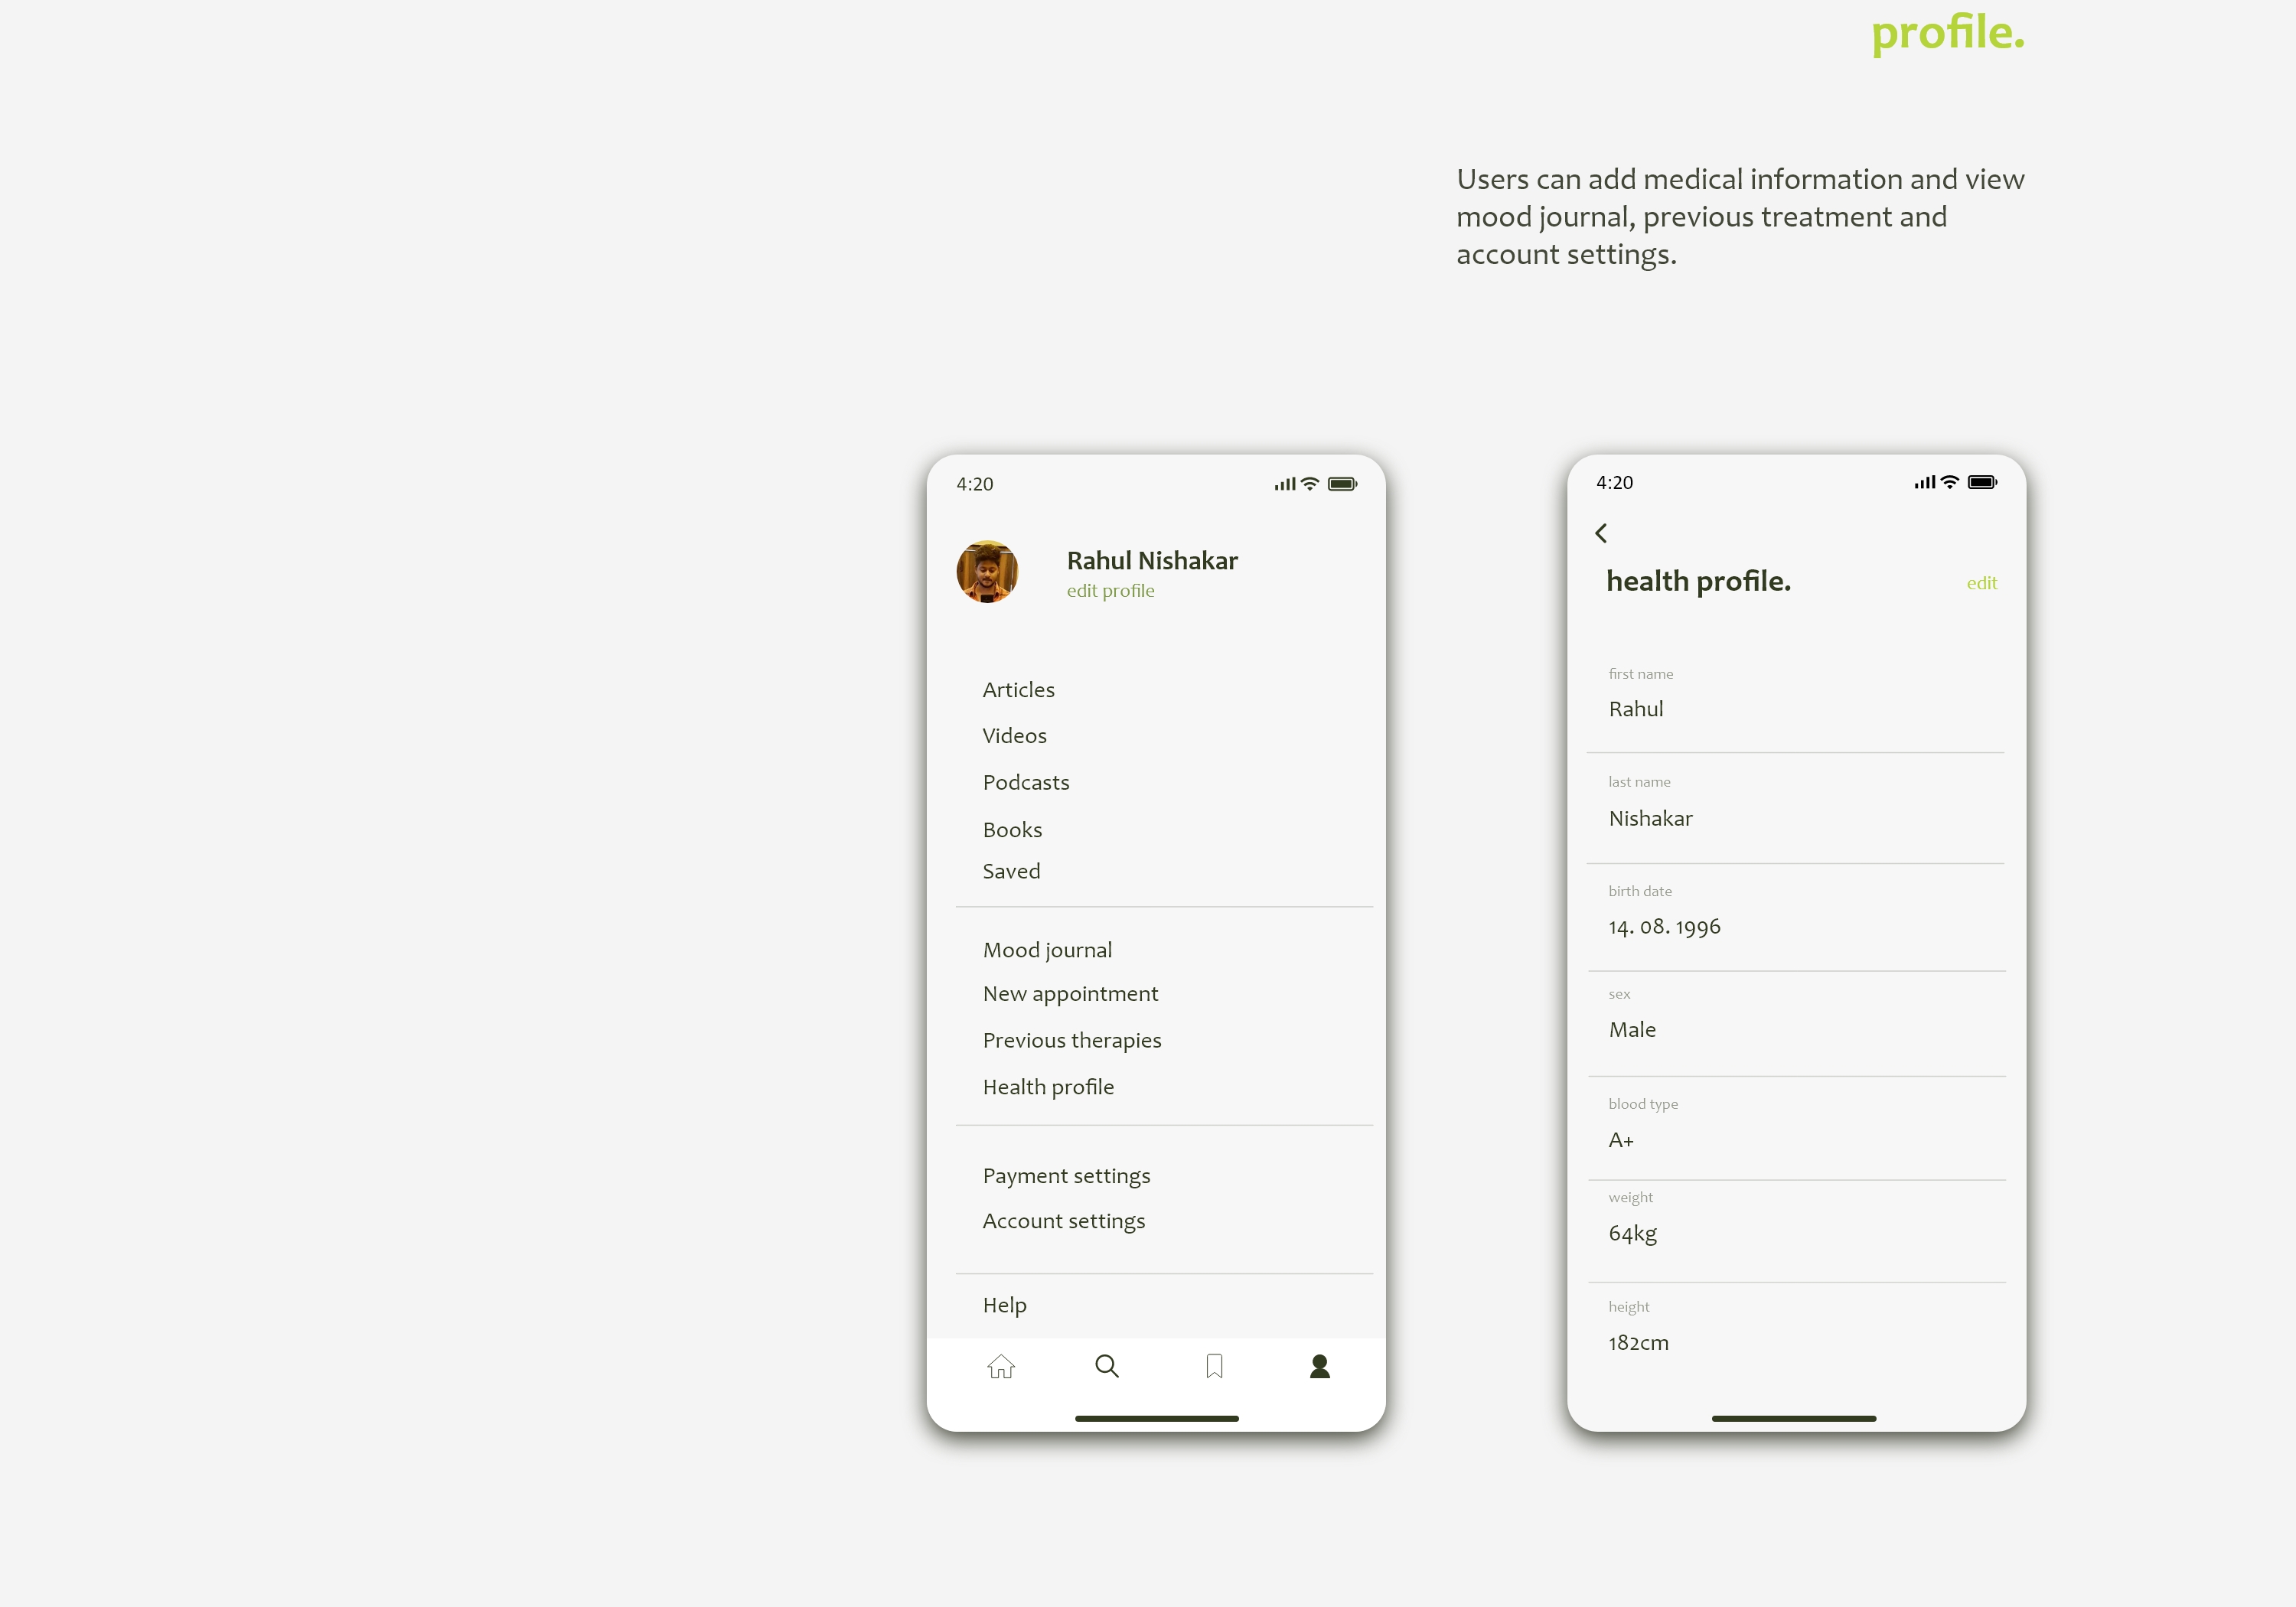 profile.
Users can add medical information and view
mood journal, previous treatment and
account settings.
4:20
Rahul Nishakar
edit profile
Articles
Videos
Podcasts
Books
Saved
Mood journal
New appointment
Previous therapies
Health profile
Payment settings
Account settings
Help
4:20
health profile.
edit
first name
Rahul
last name
Nishakar
birth date
14. 08. 1996
sex
Male
blood type
A+
weight
64kg
height
182cm